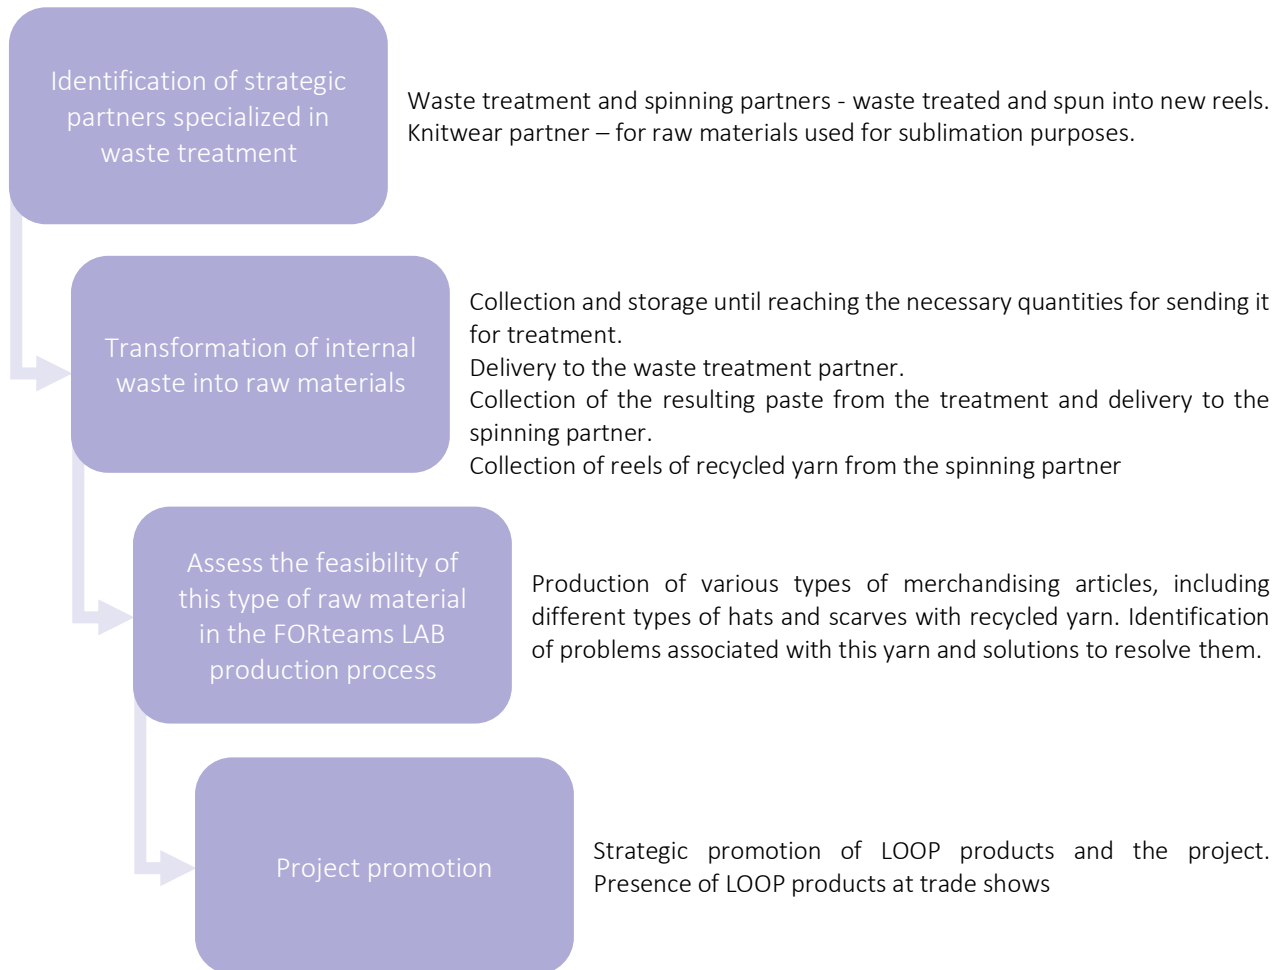 Identification of strategic
partners specialized in
waste treatment
Waste treatment and spinning partners - waste treated and spun into new reels.
Knitwear partner – for raw materials used for sublimation purposes.
Transformation of internal
waste into raw materials
Collection and storage until reaching the necessary quantities for sending it
for treatment.
Delivery to the waste treatment partner.
Collection of the resulting paste from the treatment and delivery to the
spinning partner.
Collection of reels of recycled yarn from the spinning partner
Assess the feasibility of
this type of raw material
in the FORteams LAB
production process
Production of various types of merchandising articles, including
different types of hats and scarves with recycled yarn. Identification
of problems associated with this yarn and solutions to resolve them.
Project promotion
Strategic promotion of LOOP products and the project.
Presence of LOOP products at trade shows